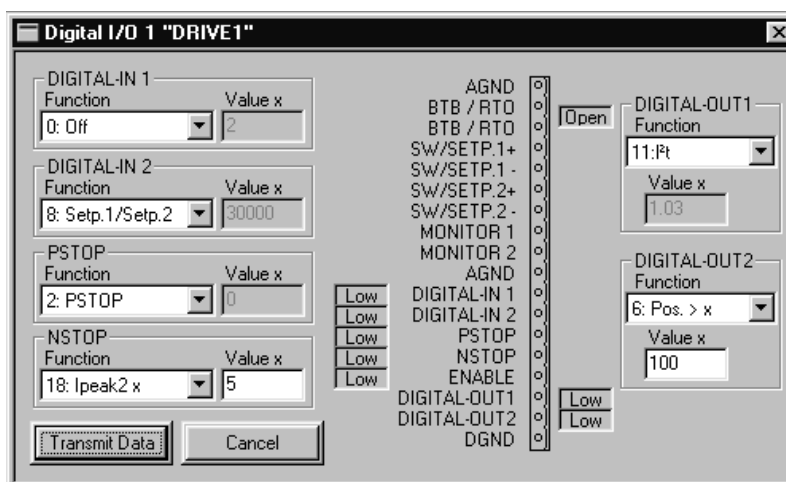 Digital I/O 1 "DRIVE1"
DIGITAL-IN 1
Function Value x
0: Off 2
DIGITAL-IN 2
Function Value x
8: Setp.1/Setp.2 30000
PSTOP
Function Value x
2: PSTOP 0
NSTOP
Function Value x
18: Ipeak2 x 5
Transmit Data Cancel
AGND
BTB / RTO
BTB / RTO Open
SW/SETP.1+
SW/SETP.1 -
SW/SETP.2+
SW/SETP.2 -
MONITOR 1
MONITOR 2
AGND
Low DIGITAL-IN 1
Low DIGITAL-IN 2
Low PSTOP
Low NSTOP
Low ENABLE
DIGITAL-OUT1 Low
DIGITAL-OUT2 Low
DGND
DIGITAL-OUT1
Function
11:I²t
Value x
1.03
DIGITAL-OUT2
Function
6: Pos. > x
Value x
100